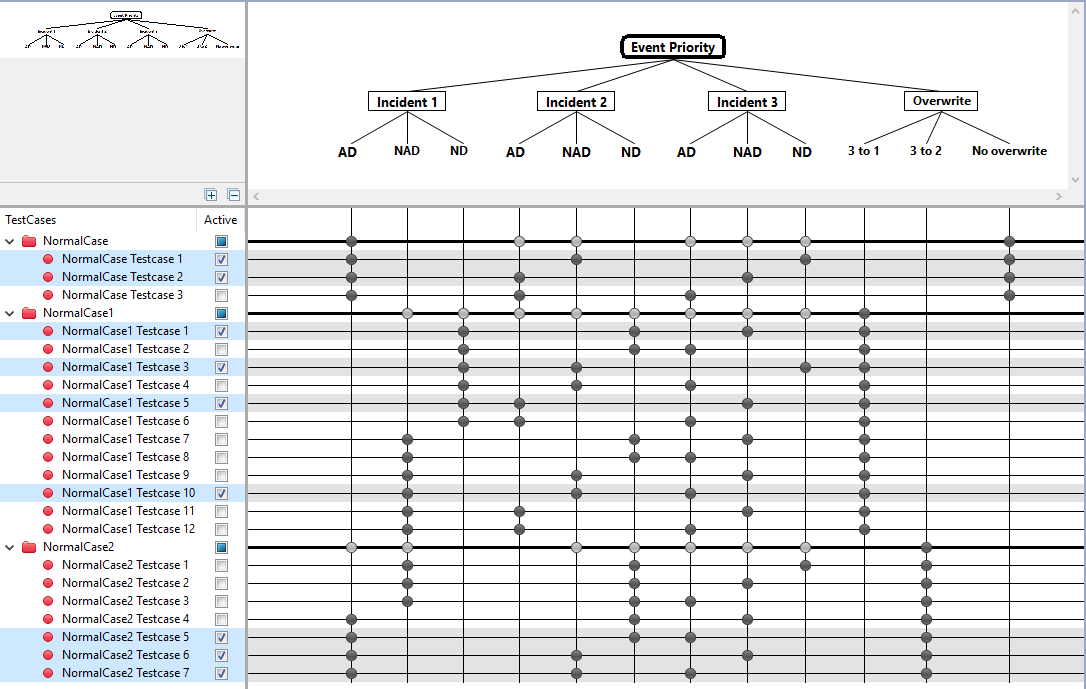 Event Priority
Incident 1 Incident 2 Incident 3 Overwrite
AD NAD ND AD NAD ND AD NAD ND 3 to 1 3 to 2 No overwrite
TestCases Active
NormalCase
NormalCase Testcase 1
NormalCase Testcase 2
NormalCase Testcase 3
NormalCase1
NormalCase1 Testcase 1
NormalCase1 Testcase 2
NormalCase1 Testcase 3
NormalCase1 Testcase 4
NormalCase1 Testcase 5
NormalCase1 Testcase 6
NormalCase1 Testcase 7
NormalCase1 Testcase 8
NormalCase1 Testcase 9
NormalCase1 Testcase 10
NormalCase1 Testcase 11
NormalCase1 Testcase 12
NormalCase2
NormalCase2 Testcase 1
NormalCase2 Testcase 2
NormalCase2 Testcase 3
NormalCase2 Testcase 4
NormalCase2 Testcase 5
NormalCase2 Testcase 6
NormalCase2 Testcase 7